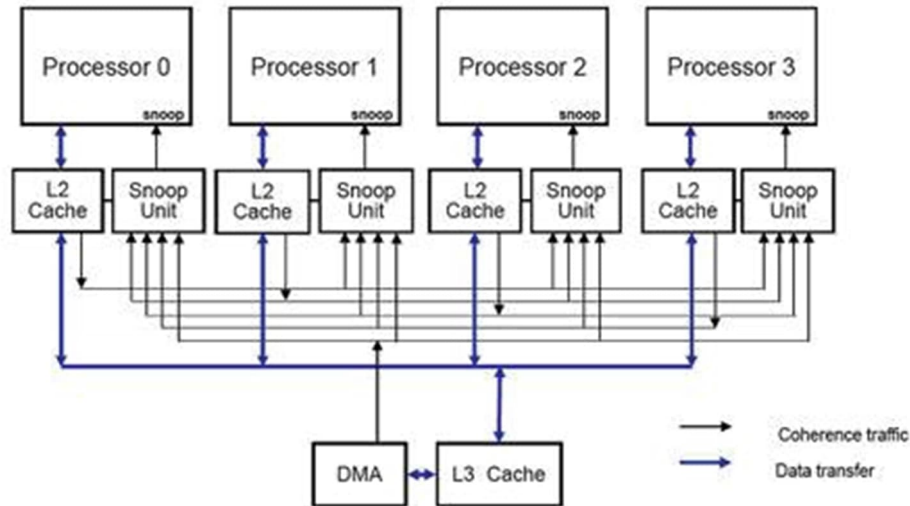 Processor 0
Processor 1
Processor 2
Processor 3
snoop
snoop
snoop
snoop
L2
Cache
Snoop
Unit
L2
Cache
Snoop
Unit
L2
Cache
Snoop
Unit
L2
Cache
Snoop
Unit
DMA
L3 Cache
Coherence traffic
Data transfer